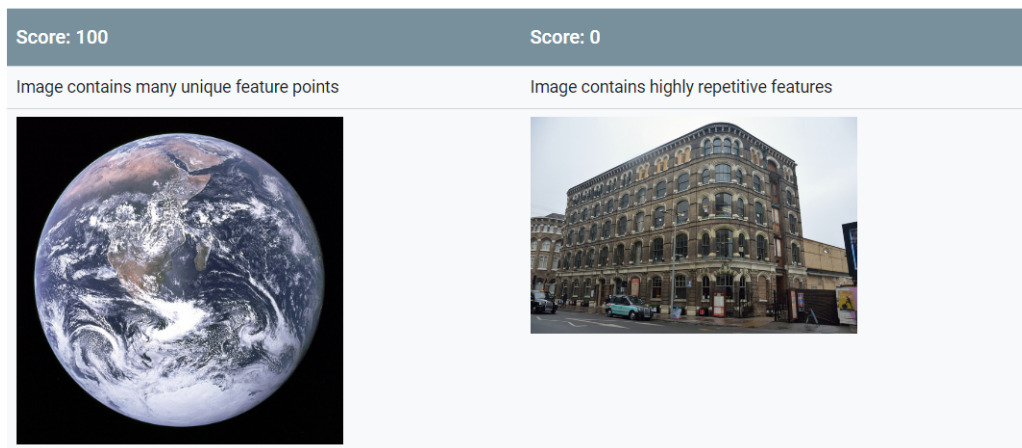 Score: 100
Score: 0
Image contains many unique feature points
Image contains highly repetitive features